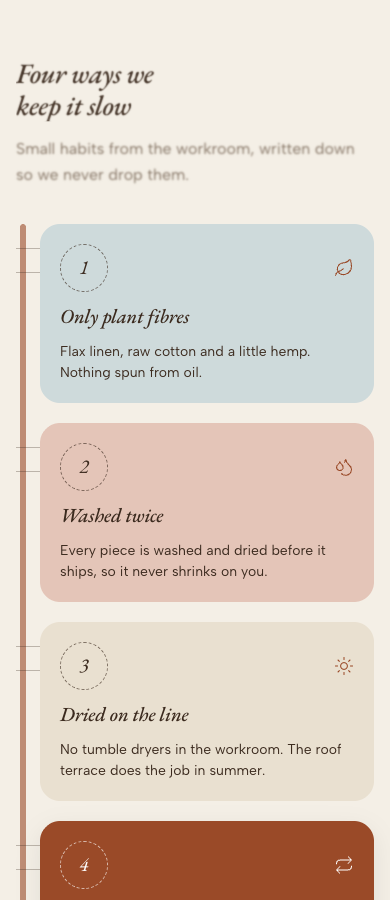 Four ways we
keep it slow
Small habits from the workroom, written down
so we never drop them.
1
Only plant fibres
Flax linen, raw cotton and a little hemp.
Nothing spun from oil.
2
Washed twice
Every piece is washed and dried before it
ships, so it never shrinks on you.
3
Dried on the line
No tumble dryers in the workroom. The roof
terrace does the job in summer.
4